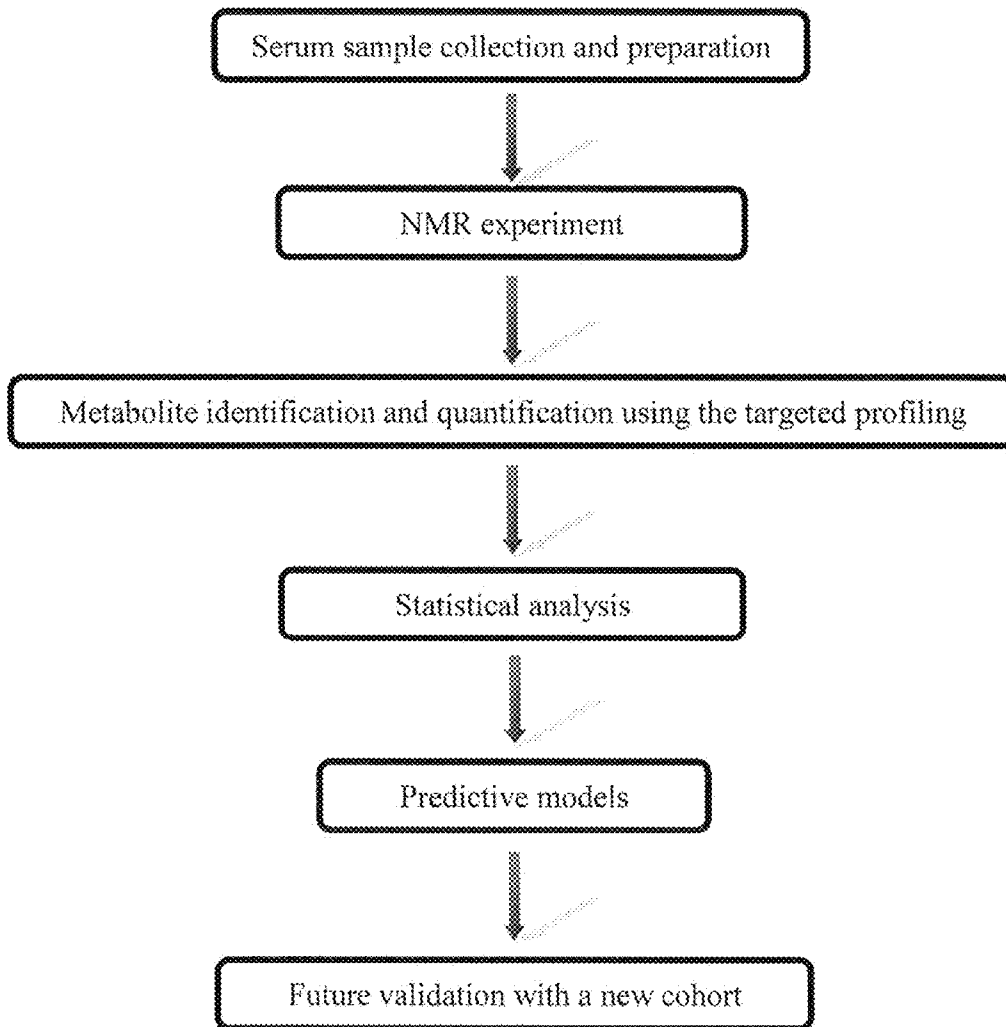 Serum sample collection and preparation
NMR experiment
Metabolite identification and quantification using the targeted profiling
Statistical analysis
Predictive models
Future validation with a new cohort